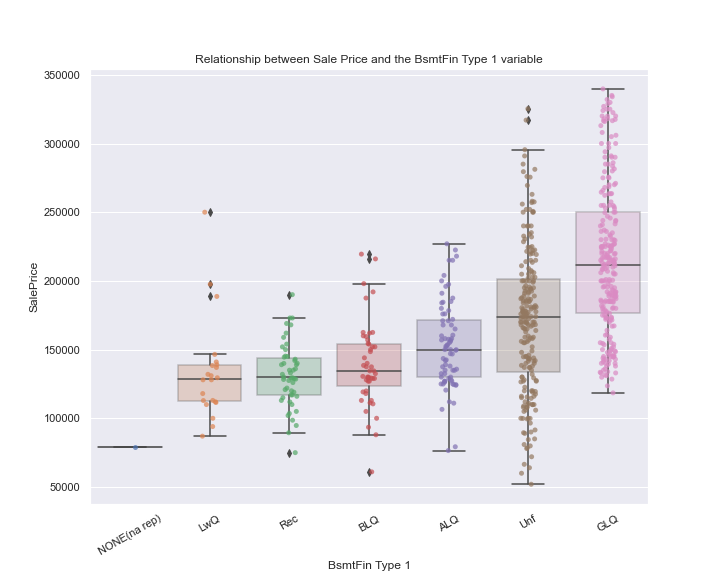 Relationship between Sale Price and the BsmtFin Type 1 variable
350000
300000
250000
200000
150000
100000
50000
SalePrice
NONE(na rep)
LwQ
Rec
BLQ
ALQ
Unf
GLQ
BsmtFin Type 1